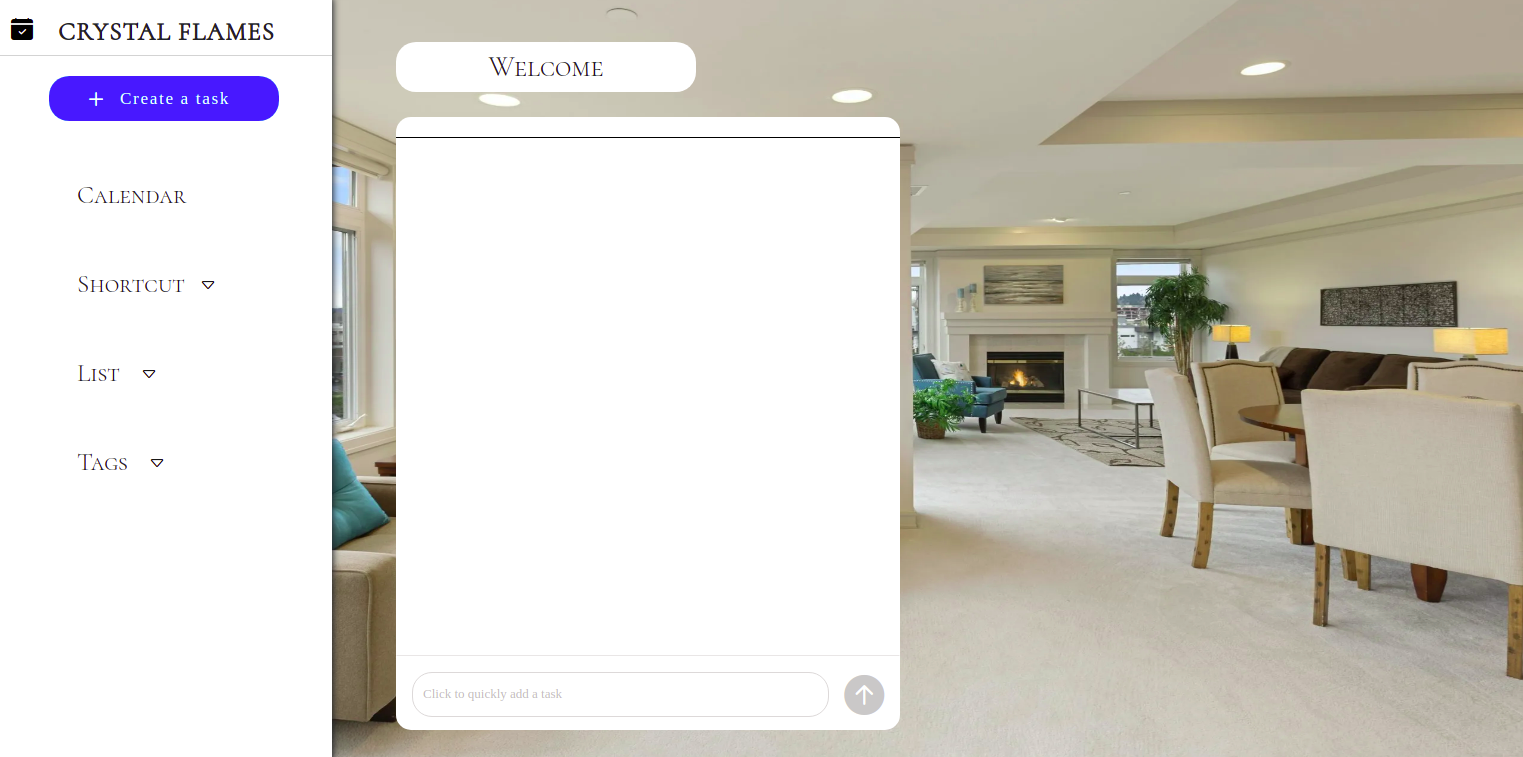 CRYSTAL FLAMES
Create a task
Calendar
Shortcut
List
Tags
Welcome
Click to quickly add a task